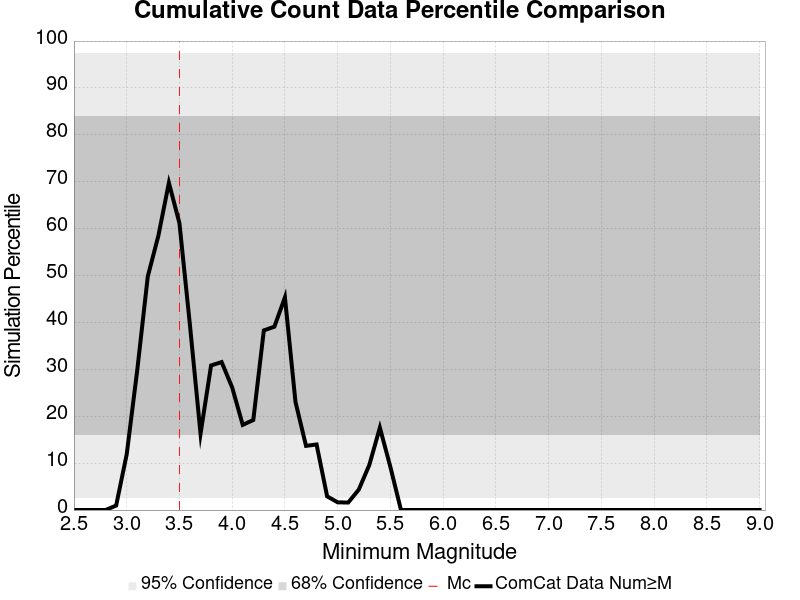 Cumulative Count Data Percentile Comparison
Simulation Percentile
100
90
80
70
60
50
40
30
20
10
0
2.5 3.0 3.5 4.0 4.5 5.0 5.5 6.0 6.5 7.0 7.5 8.0 8.5 9.0
Minimum Magnitude
95% Confidence 68% Confidence Mc ComCat Data Num≥M